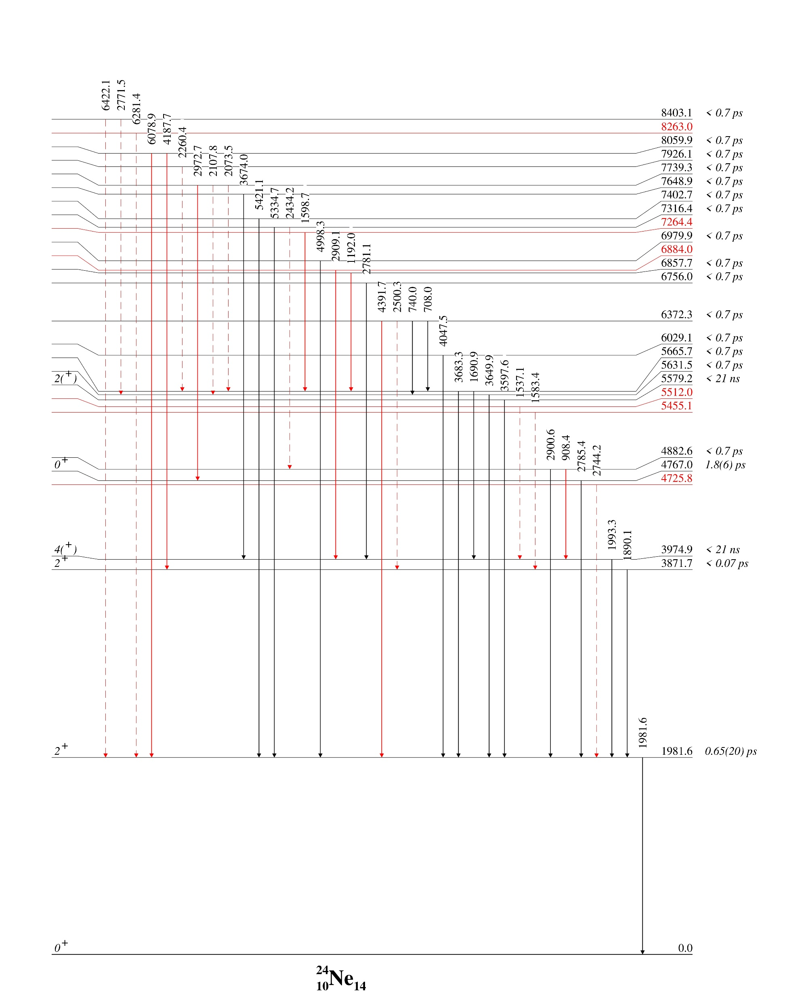 6422.1
2771.5
6281.4
6078.9
4187.7
2260.4
2972.7
2107.8
2073.5
3674.0
5421.1
5334.7
2434.2
1598.7
4998.3
2909.1
1192.0
2781.1
4391.7
2500.3
740.0
708.0
4047.5
3683.3
1690.9
3649.9
3597.6
1537.1
1583.4
2900.6
908.4
2785.4
2744.2
1993.3
1890.1
1981.6
8403.1 < 0.7 ps
8263.0
8059.9 < 0.7 ps
7926.1 < 0.7 ps
7739.3 < 0.7 ps
7648.9 < 0.7 ps
7402.7 < 0.7 ps
7316.4 < 0.7 ps
7264.4
6979.9 < 0.7 ps
6884.0
6857.7 < 0.7 ps
6756.0 < 0.7 ps
6372.3 < 0.7 ps
6029.1 < 0.7 ps
5665.7 < 0.7 ps
5631.5 < 0.7 ps
2(+) 5579.2 < 21 ns
5512.0
5455.1
4882.6 < 0.7 ps
0+ 4767.0 1.8(6) ps
4725.8
4(+) 3974.9 < 21 ns
2+ 3871.7 < 0.07 ps
2+ 1981.6 0.65(20) ps
0+ 0.0
24 10 Ne 14